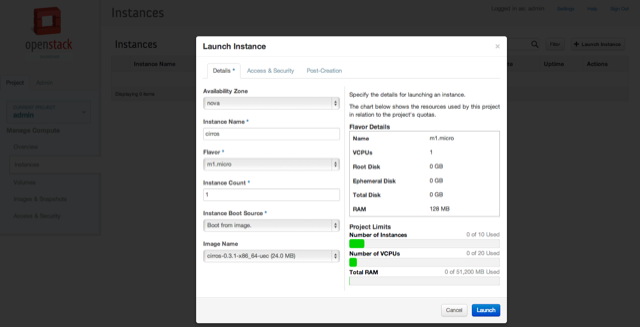 Instances
Logged in as: admin Settings Help Sign Out
openstack
DASHBOARD
Project Admin
CURRENT PROJECT
admin
Manage Compute
Overview
Instances
Volumes
Images & Snapshots
Access & Security
Instances
Filter
+ Launch Instance
Instance Name
Uptime Actions
Displaying 0 items
Launch Instance ×
Details * Access & Security Post-Creation
Availability Zone
nova
Instance Name *
cirros
Flavor *
m1.micro
Instance Count *
1
Instance Boot Source *
Boot from image.
Image Name
cirros-0.3.1-x86_64-uec (24.0 MB)
Specify the details for launching an instance.
The chart below shows the resources used by this project
in relation to the project's quotas.
Flavor Details
Name m1.micro
VCPUs 1
Root Disk 0 GB
Ephemeral Disk 0 GB
Total Disk 0 GB
RAM 128 MB
Project Limits
Number of Instances 0 of 10 Used
Number of VCPUs 0 of 20 Used
Total RAM 0 of 51,200 MB Used
Cancel Launch